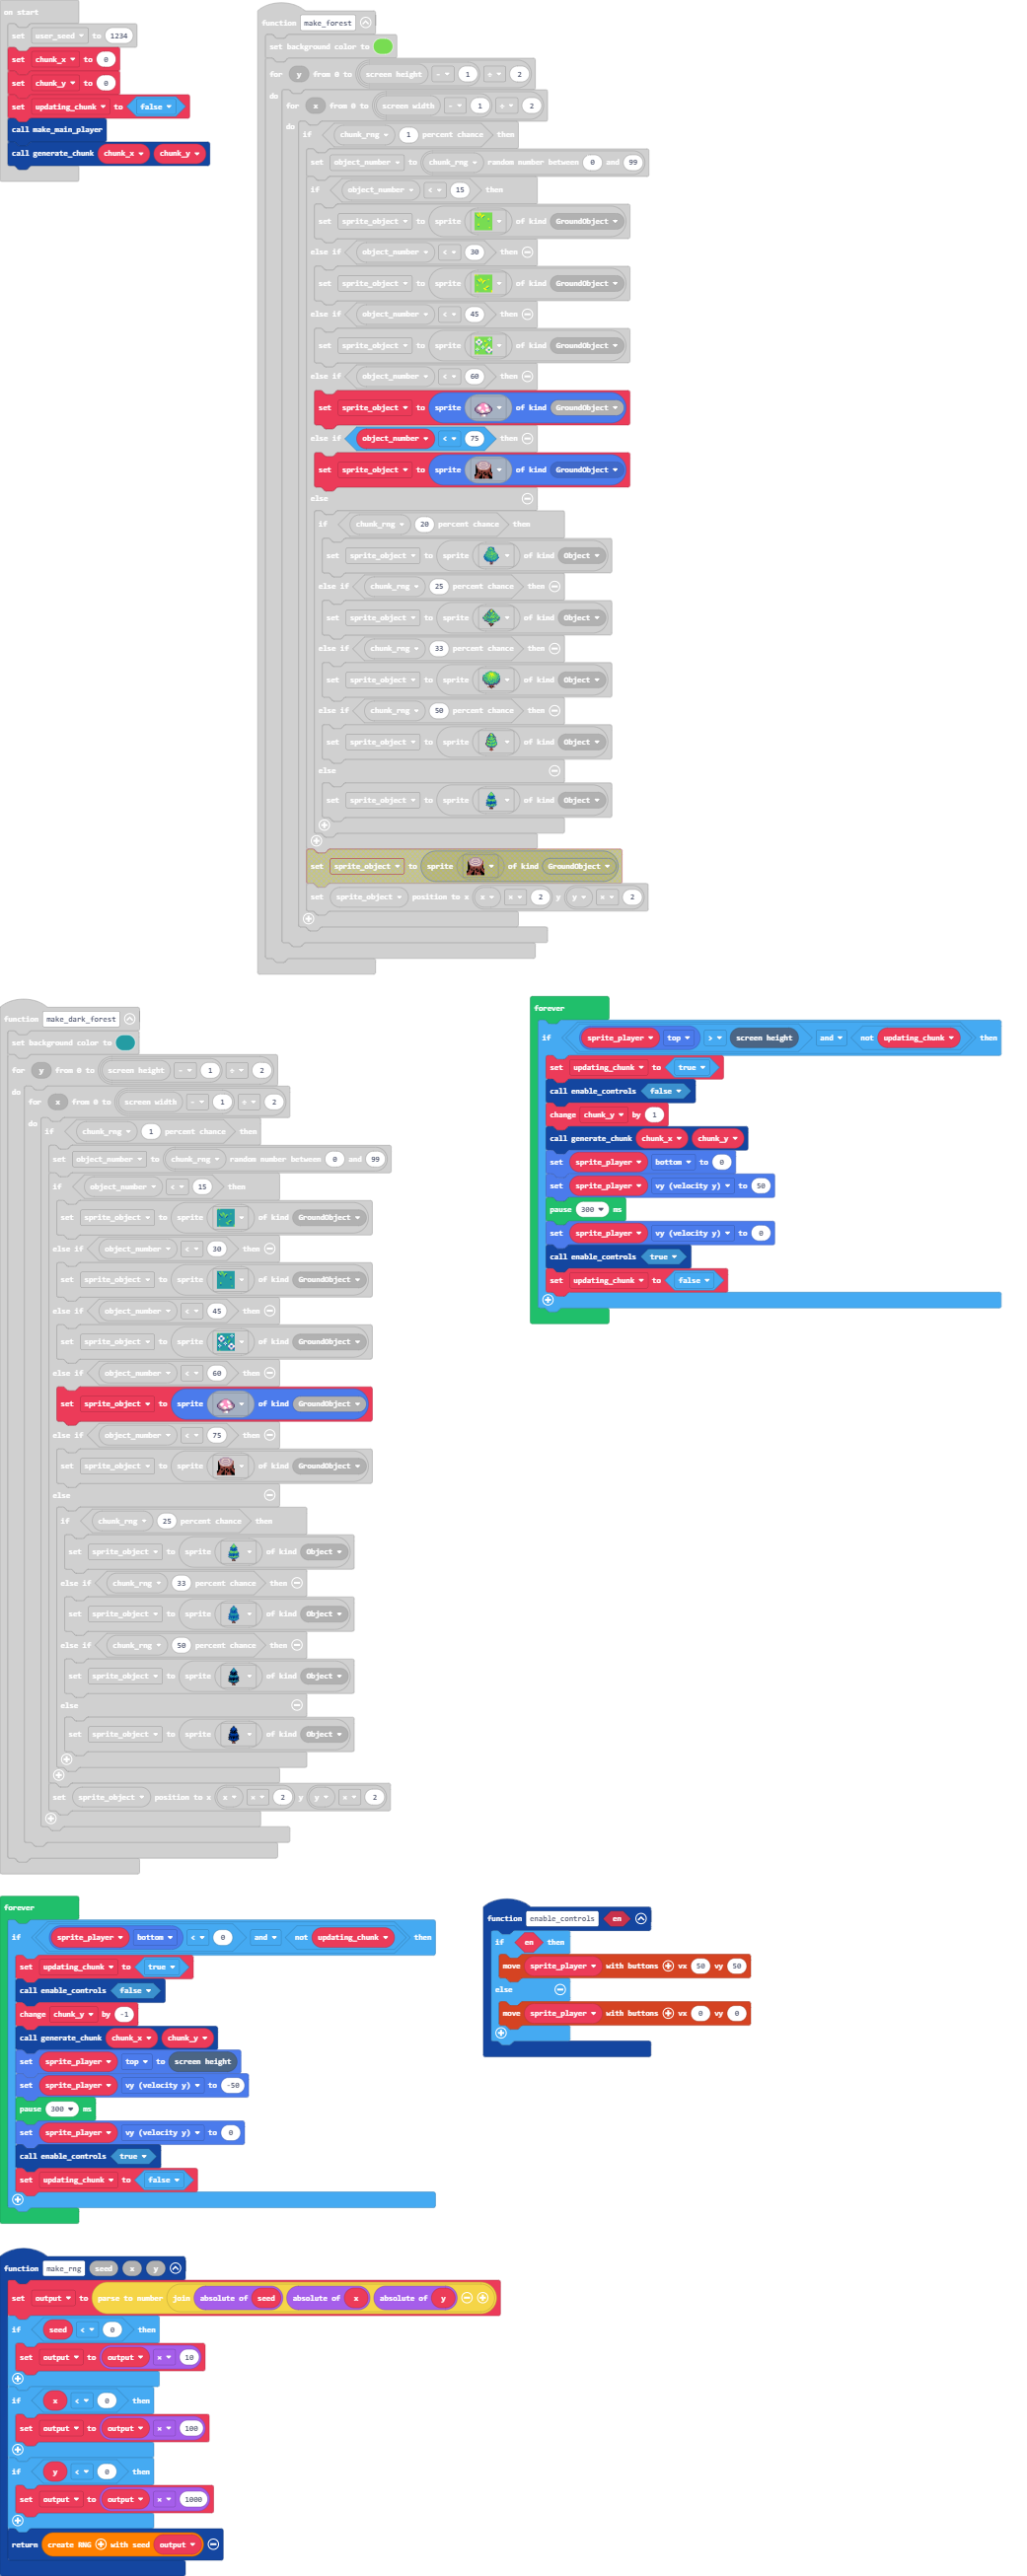 on start
set user_seed to 1234
set chunk_x to 0
set chunk_y to 0
set updating_chunk to false
call make_main_player
call generate_chunk chunk_x chunk_y
function make_forest
set background color to
for y from 0 to screen height - 1 ÷ 2
do
for x from 0 to screen width - 1 ÷ 2
do
if chunk_rng 1 percent chance then
set object_number to chunk_rng random number between 0 and 99
if object_number < 15 then
set sprite_object to sprite of kind GroundObject
else if object_number < 30 then
set sprite_object to sprite of kind GroundObject
else if object_number < 45 then
set sprite_object to sprite of kind GroundObject
else if object_number < 60 then
set sprite_object to sprite of kind GroundObject
else if object_number < 75 then
set sprite_object to sprite of kind GroundObject
else
if chunk_rng 20 percent chance then
set sprite_object to sprite of kind Object
else if chunk_rng 25 percent chance then
set sprite_object to sprite of kind Object
else if chunk_rng 33 percent chance then
set sprite_object to sprite of kind Object
else if chunk_rng 50 percent chance then
set sprite_object to sprite of kind Object
else
set sprite_object to sprite of kind Object
set sprite_object to sprite of kind GroundObject
set sprite_object position to x x × 2 y y × 2
function make_dark_forest
set background color to
for y from 0 to screen height - 1 ÷ 2
do
for x from 0 to screen width - 1 ÷ 2
do
if chunk_rng 1 percent chance then
set object_number to chunk_rng random number between 0 and 99
if object_number < 15 then
set sprite_object to sprite of kind GroundObject
else if object_number < 30 then
set sprite_object to sprite of kind GroundObject
else if object_number < 45 then
set sprite_object to sprite of kind GroundObject
else if object_number < 60 then
set sprite_object to sprite of kind GroundObject
else if object_number < 75 then
set sprite_object to sprite of kind GroundObject
else
if chunk_rng 25 percent chance then
set sprite_object to sprite of kind Object
else if chunk_rng 33 percent chance then
set sprite_object to sprite of kind Object
else if chunk_rng 50 percent chance then
set sprite_object to sprite of kind Object
else
set sprite_object to sprite of kind Object
set sprite_object position to x x × 2 y y × 2
forever
if sprite_player top > screen height and not updating_chunk then
set updating_chunk to true
call enable_controls false
change chunk_y by 1
call generate_chunk chunk_x chunk_y
set sprite_player bottom to 0
set sprite_player vy (velocity y) to 50
pause 300 ms
set sprite_player vy (velocity y) to 0
call enable_controls true
set updating_chunk to false
forever
if sprite_player bottom < 0 and not updating_chunk then
set updating_chunk to true
call enable_controls false
change chunk_y by -1
call generate_chunk chunk_x chunk_y
set sprite_player top to screen height
set sprite_player vy (velocity y) to -50
pause 300 ms
set sprite_player vy (velocity y) to 0
call enable_controls true
set updating_chunk to false
function enable_controls en
if en then
move sprite_player with buttons vx 50 vy 50
else
move sprite_player with buttons vx 0 vy 0
function make_rng seed x y
set output to parse to number join absolute of seed absolute of x absolute of y
if seed < 0 then
set output to output × 10
if x < 0 then
set output to output × 100
if y < 0 then
set output to output × 1000
return create RNG with seed output